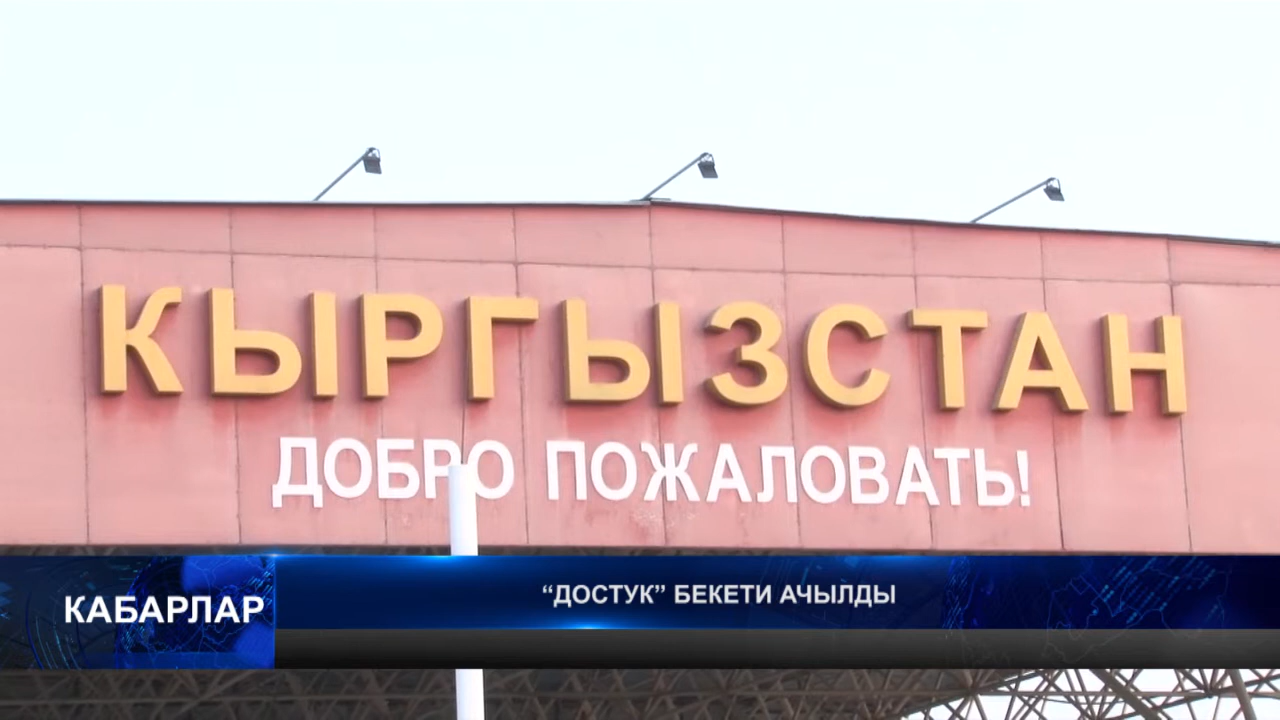 КЫРГЫЗСТАН
ДОБРО ПОЖАЛОВАТЬ!
“ДОСТУК” БЕКЕТИ АЧЫЛДЫ
КАБАРЛАР